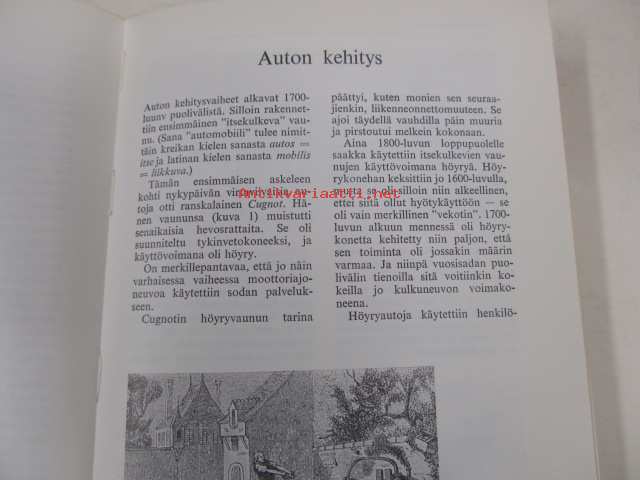 Auton kehitys
Auton kehitysvaiheet alkavat 1700-
luuny puolivälistä. Silloin rakennet-
tiin ensimmäinen "itsekulkeva" vau-
nu. (Sana "automobiili" tulee nimit-
täin kreikan kielen sanasta autos =
itse ja latinan kielen sanasta mobilis
= liikkuva.)
Tämän ensimmäisen askeleen
kohti nykypäivän au-
toja otti ranskalainen Cugnot. Hä-
nen vaununsa (kuva 1) muistutti
senaikaisia hevosrattaita. Se oli
suunniteltu tykinvetokoneeksi, ja
käyttövoimana oli höyry.
On merkillepantavaa, että jo näin
varhaisessa vaiheessa moottoriajo-
neuvoa käytettiin sodan palveluk-
seen.
Cugnotin höyryvaunun tarina
päättyi, kuten monien sen seuraa-
jienkin, liikenneonnettomuuteen. Se
ajoi täydellä vauhdilla päin muuria
ja pirstoutui melkein kokonaan.
Aina 1800-luvun loppupuolelle
saakka käytettiin itsekulkevien vau-
nujen käyttövoimana höyryä. Höy-
rykonehan keksittiin jo 1600-luvulla,
mutta se oli silloin niin alkeellinen,
ettei siitä ollut hyötykäyttöön — se
oli vain merkillinen "vekotin". 1700-
luvun alkuun mennessä oli höyry-
konetta kehitetty niin paljon, että
sen toiminta oli jossakin määrin
varmaa. Ja niinpä vuosisadan puo-
livälin tienoilla sitä voitiinkin ko-
keilla jo kulkuneuvon voimako-
neena.
Höyryautoja käytettiin henkilö-
Antikvariaatti.net